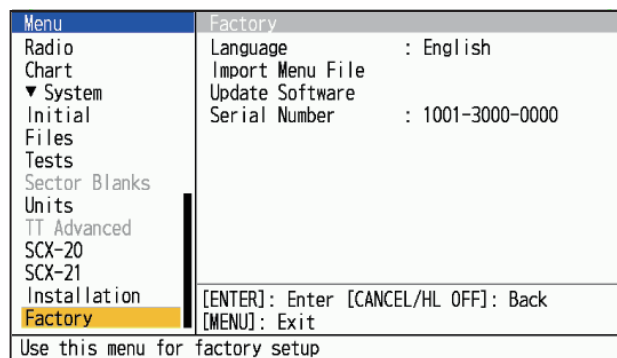 Menu
Radio
Chart
▼ System
Initial
Files
Tests
Sector Blanks
Units
TT Advanced
SCX-20
SCX-21
Installation
Factory
Factory
Language : English
Import Menu File
Update Software
Serial Number : 1001-3000-0000
[ENTER]: Enter [CANCEL/HL OFF]: Back
[MENU]: Exit
Use this menu for factory setup